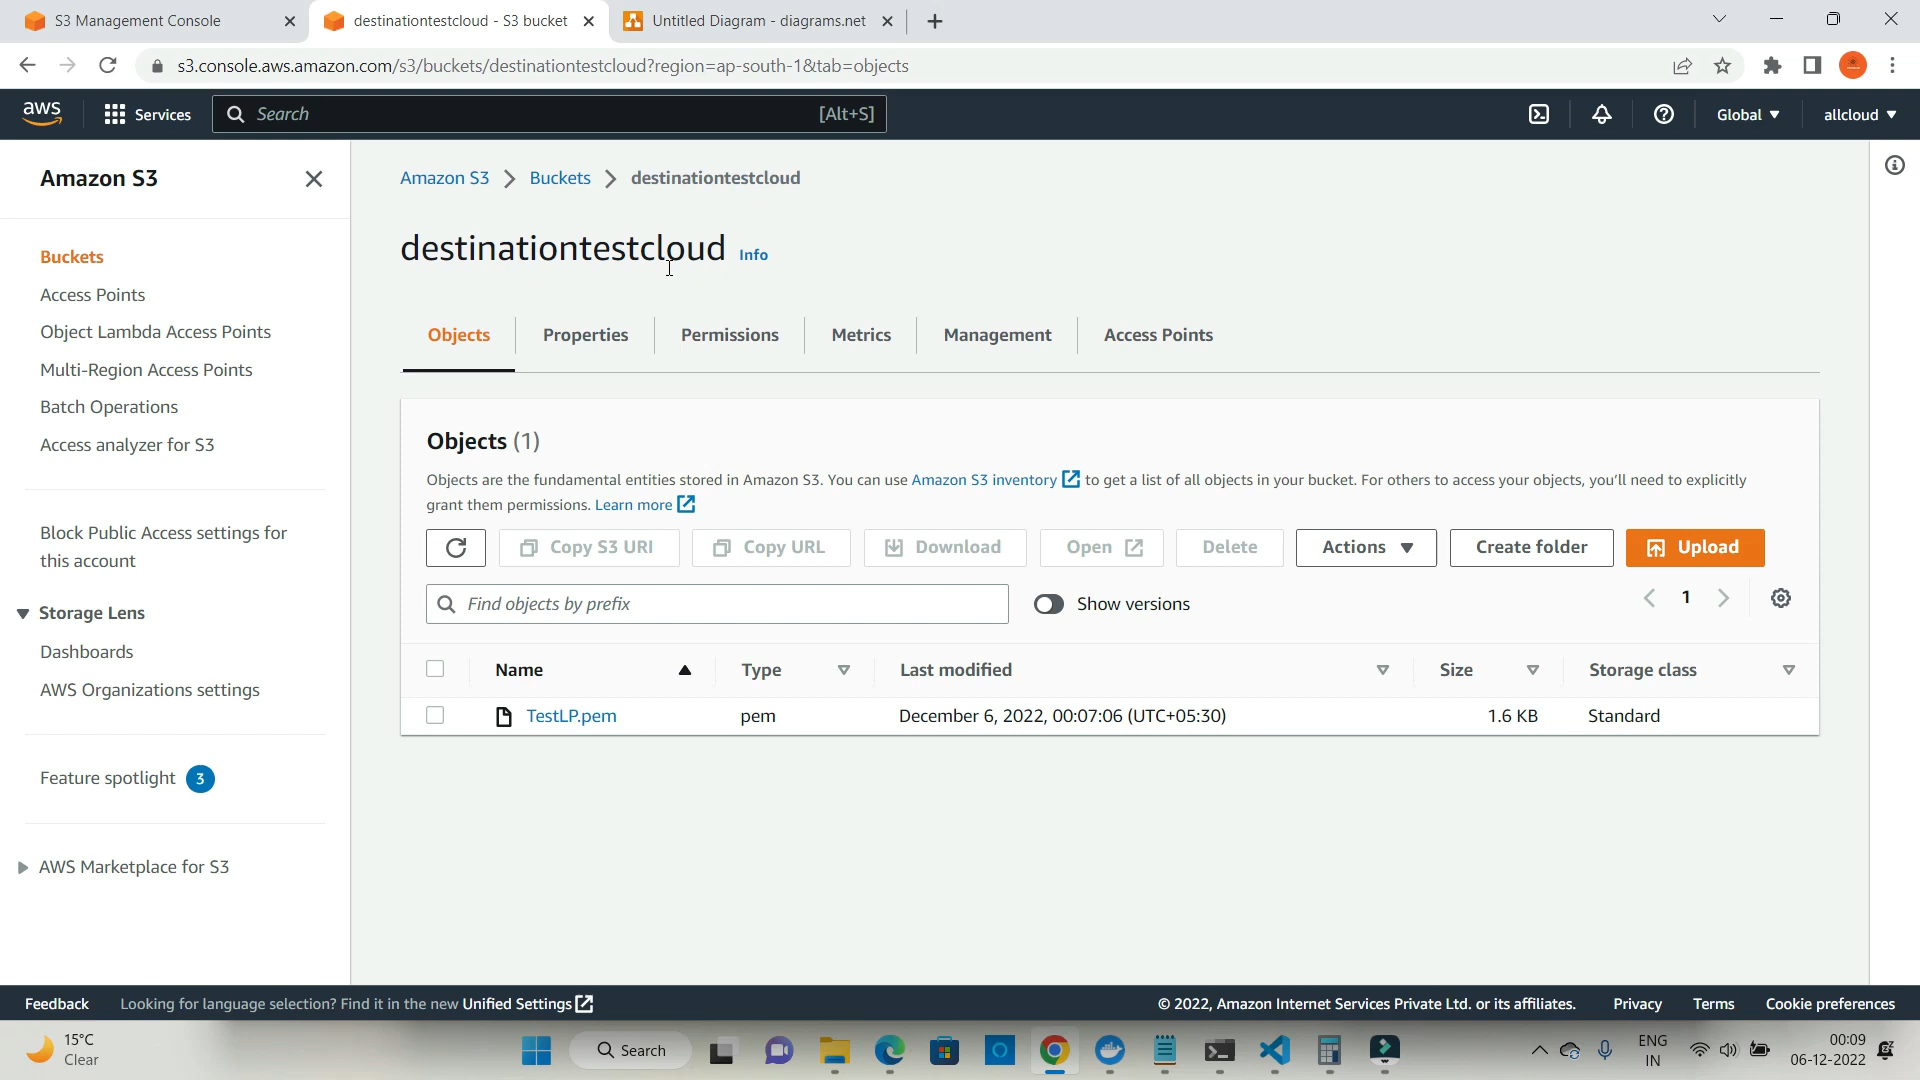 S3 Management Console
destinationtestcloud - S3 bucket
Untitled Diagram - diagrams.net
s3.console.aws.amazon.com/s3/buckets/destinationtestcloud?region=ap-south-1&tab=objects
aws
Services
Search
[Alt+S]
Global
allcloud
Amazon S3
Buckets
Access Points
Object Lambda Access Points
Multi-Region Access Points
Batch Operations
Access analyzer for S3
Block Public Access settings for
this account
Storage Lens
Dashboards
AWS Organizations settings
Feature spotlight 3
AWS Marketplace for S3
Amazon S3 > Buckets > destinationtestcloud
destinationtestcloud Info
Objects
Properties
Permissions
Metrics
Management
Access Points
Objects (1)
Objects are the fundamental entities stored in Amazon S3. You can use Amazon S3 inventory to get a list of all objects in your bucket. For others to access your objects, you'll need to explicitly
grant them permissions. Learn more
Copy S3 URI
Copy URL
Download
Open
Delete
Actions
Create folder
Upload
Find objects by prefix
Show versions
1
Name
Type
Last modified
Size
Storage class
TestLP.pem
pem
December 6, 2022, 00:07:06 (UTC+05:30)
1.6 KB
Standard
Feedback
Looking for language selection? Find it in the new Unified Settings
© 2022, Amazon Internet Services Private Ltd. or its affiliates.
Privacy
Terms
Cookie preferences
15°C
Clear
Search
ENG
IN
00:09
06-12-2022